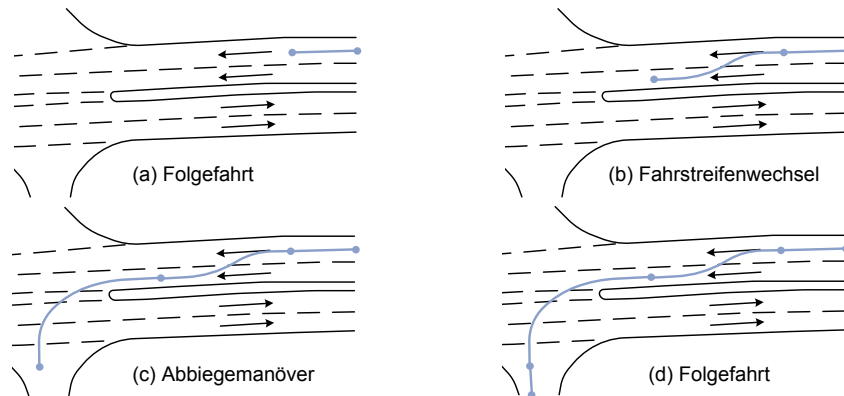 (a) Folgefahrt
(b) Fahrstreifenwechsel
(c) Abbiegemanöver
(d) Folgefahrt